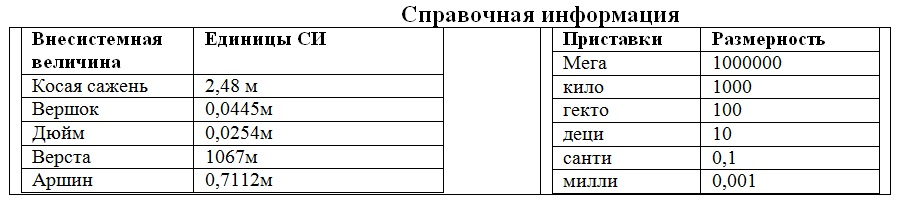 Справочная информация
Внесистемная величина Единицы СИ
Косая сажень 2,48 м
Вершок 0,0445м
Дюйм 0,0254м
Верста 1067м
Аршин 0,7112м
Приставки Размерность
Мега 1000000
кило 1000
гекто 100
деци 10
санти 0,1
милли 0,001